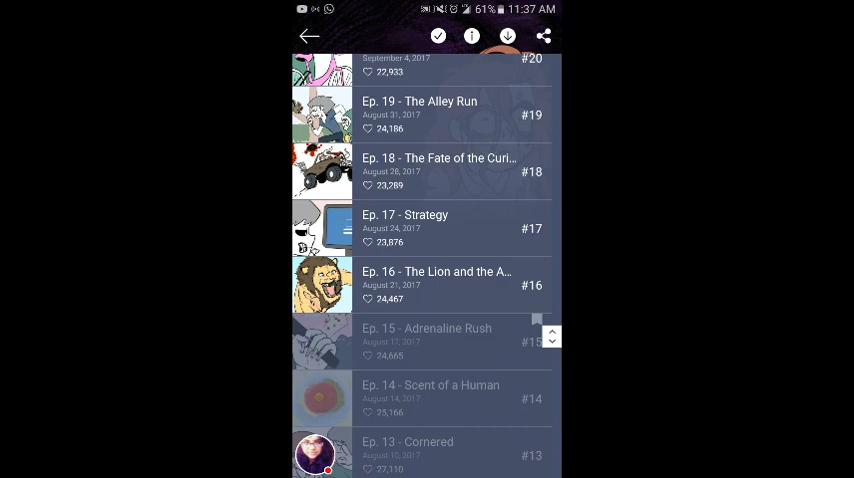 61% 11:37 AM
September 4, 2017
#20
22,933
Ep. 19 - The Alley Run
August 31, 2017
#19
24,186
Ep. 18 - The Fate of the Curi...
August 28, 2017
#18
23,289
Ep. 17 - Strategy
August 24, 2017
#17
23,876
Ep. 16 - The Lion and the A...
August 21, 2017
#16
24,467
Ep. 15 - Adrenaline Rush
August 17, 2017
#15
24,665
Ep. 14 - Scent of a Human
August 14, 2017
#14
25,166
Ep. 13 - Cornered
August 10, 2017
#13
27,110